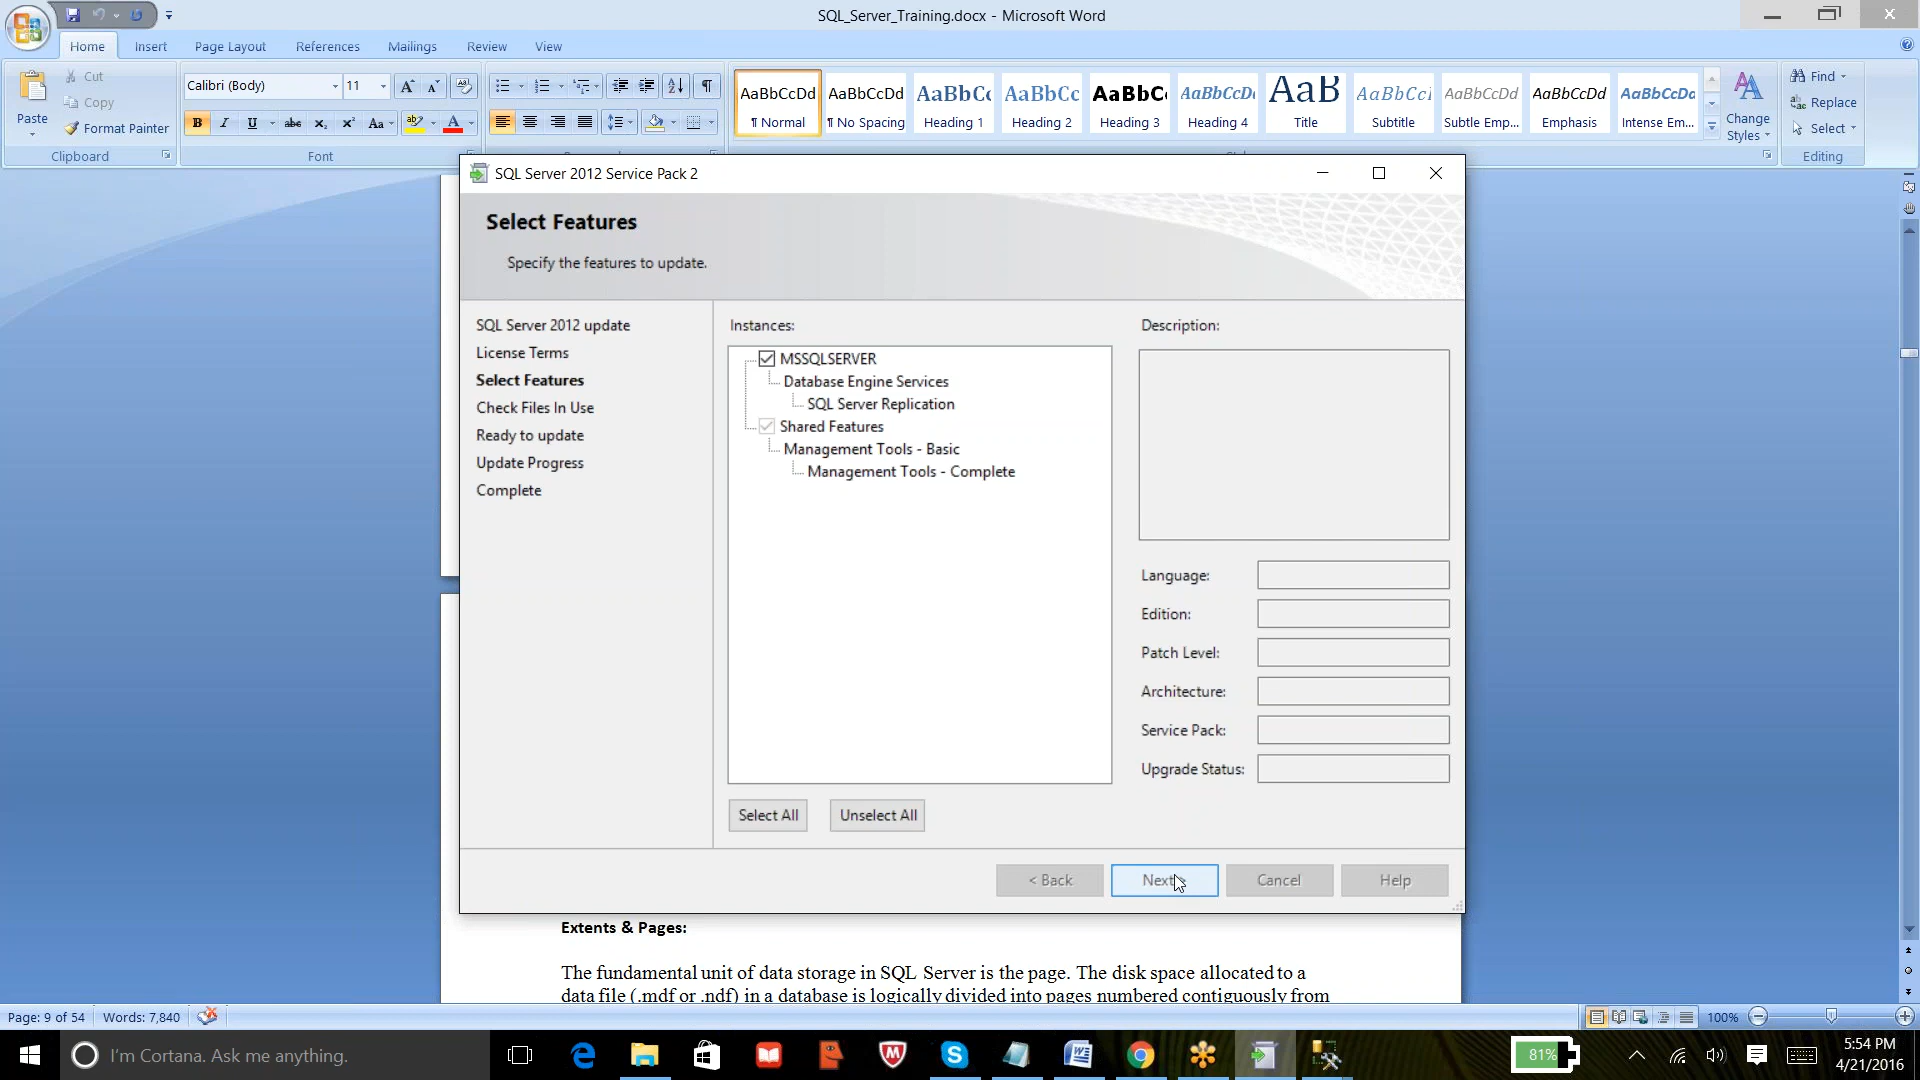 SQL_Server_Training.docx - Microsoft Word
Home Insert Page Layout References Mailings Review View
Paste
Cut
Copy
Format Painter
Clipboard
Calibri (Body) 11
Font
AaBbCcDd AaBbCcDd AaBbCc AaBbCc AaBbCc AaBbCcDc AaB AaBbCcl AaBbCcDd AaBbCcDd AaBbCcDd
¶ Normal ¶ No Spacing Heading 1 Heading 2 Heading 3 Heading 4 Title Subtitle Subtle Emp... Emphasis Intense Em...
Change
Styles
Find
Replace
Select
Editing
SQL Server 2012 Service Pack 2
Select Features
Specify the features to update.
SQL Server 2012 update
License Terms
Select Features
Check Files In Use
Ready to update
Update Progress
Complete
Instances:
MSSQLSERVER
Database Engine Services
SQL Server Replication
Shared Features
Management Tools - Basic
Management Tools - Complete
Select All Unselect All
Description:
Language:
Edition:
Patch Level:
Architecture:
Service Pack:
Upgrade Status:
< Back Next > Cancel Help
Extents & Pages:
The fundamental unit of data storage in SQL Server is the page. The disk space allocated to a
data file (.mdf or .ndf) in a database is logically divided into pages numbered contiguously from
Page: 9 of 54 Words: 7,840 100%
I'm Cortana. Ask me anything. 81% 5:54 PM
4/21/2016